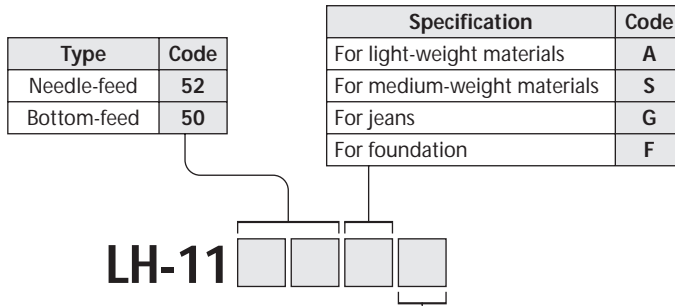 Specification Code
For light-weight materials A
For medium-weight materials S
For jeans G
For foundation F
Type Code
Needle-feed 52
Bottom-feed 50
LH-11